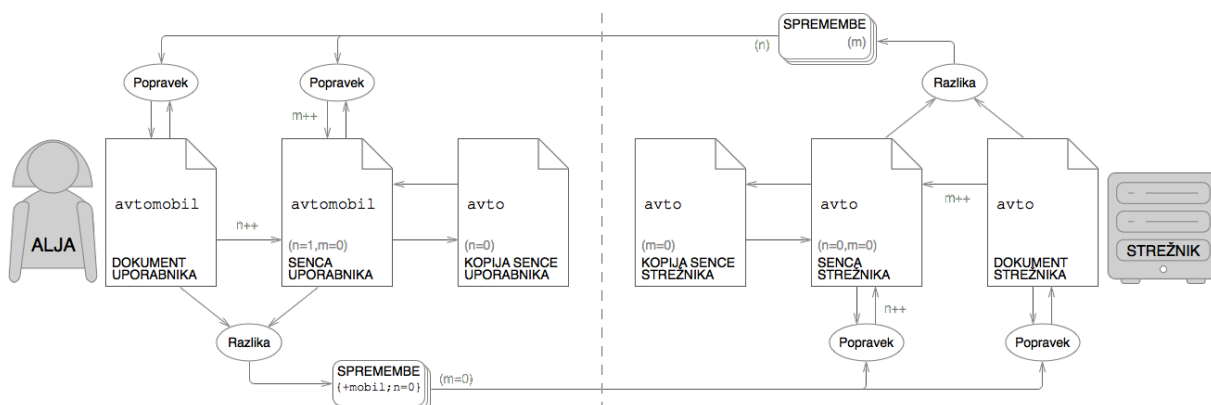 SPREMEMBE
(n)
(m)
Popravek
Popravek
Razlika
m++
avtomobil
avtomobil
avto
avto
avto
avto
m++
n++
ALJA
(n=1,m=0)
(n=0)
(m=0)
(n=0,m=0)
STREŽNIK
DOKUMENT
UPORABNIKA
SENCA
UPORABNIKA
KOPIJA SENCE
UPORABNIKA
KOPIJA SENCE
STREŽNIKA
SENCA
STREŽNIKA
DOKUMENT
STREŽNIKA
n++
Razlika
Popravek
Popravek
SPREMEMBE
{+mobil;n=0}
(m=0)